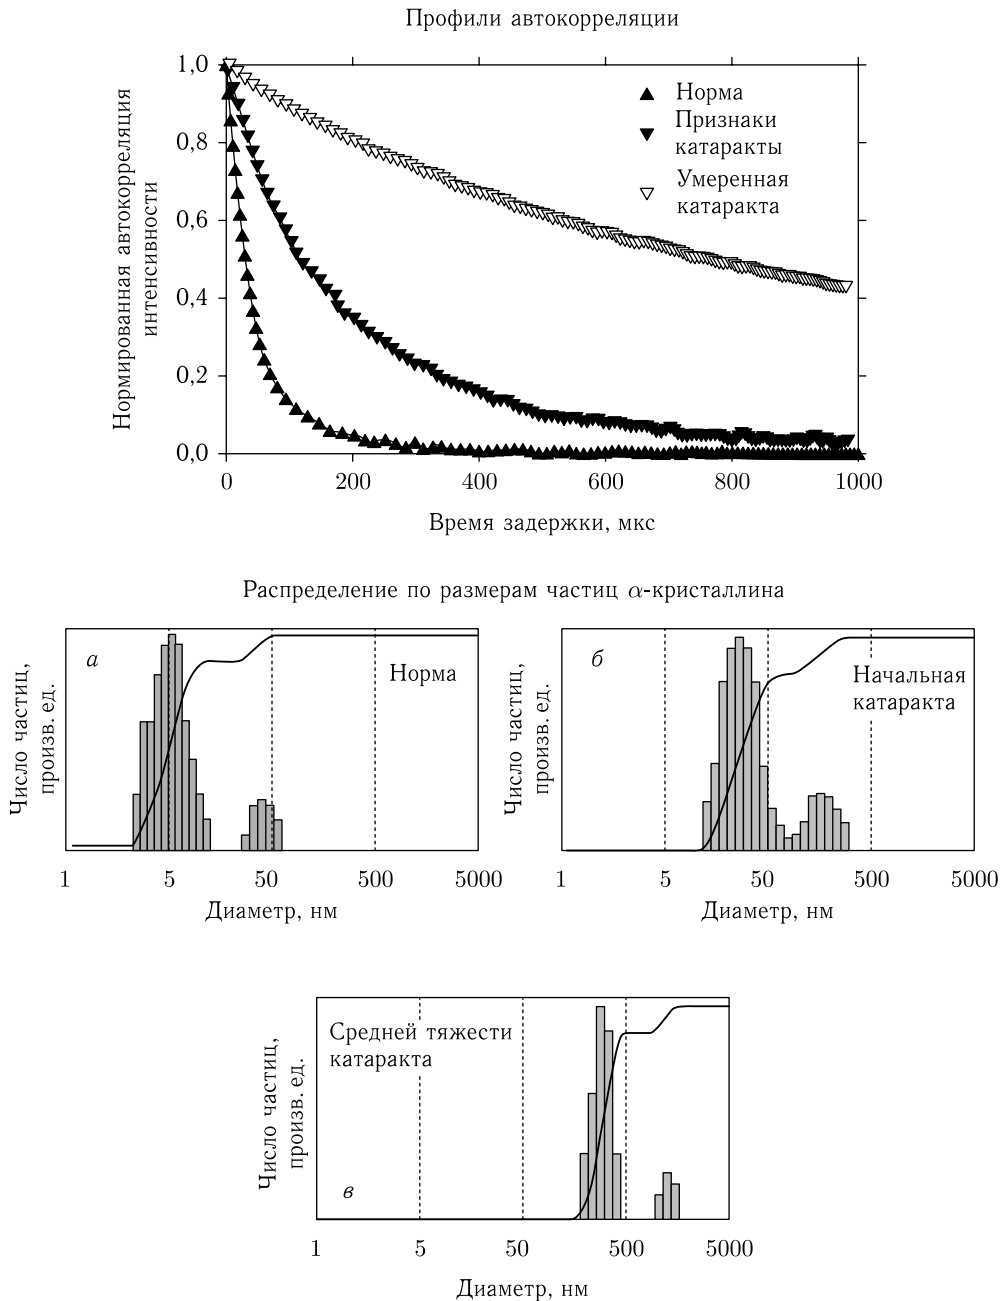 Профили автокорреляции
Нормированная автокорреляция
интенсивности
1,0
0,8
0,6
0,4
0,2
0,0
Норма
Признаки
катаракты
Умеренная
катаракта
0 200 400 600 800 1000
Время задержки, мкс
Распределение по размерам частиц α-кристаллина
Число частиц,
произв. ед.
а
Норма
1 5 50 500 5000
Диаметр, нм
Число частиц,
произв. ед.
б
Начальная
катаракта
1 5 50 500 5000
Диаметр, нм
Число частиц,
произв. ед.
Средней тяжести
катаракта
в
1 5 50 500 5000
Диаметр, нм